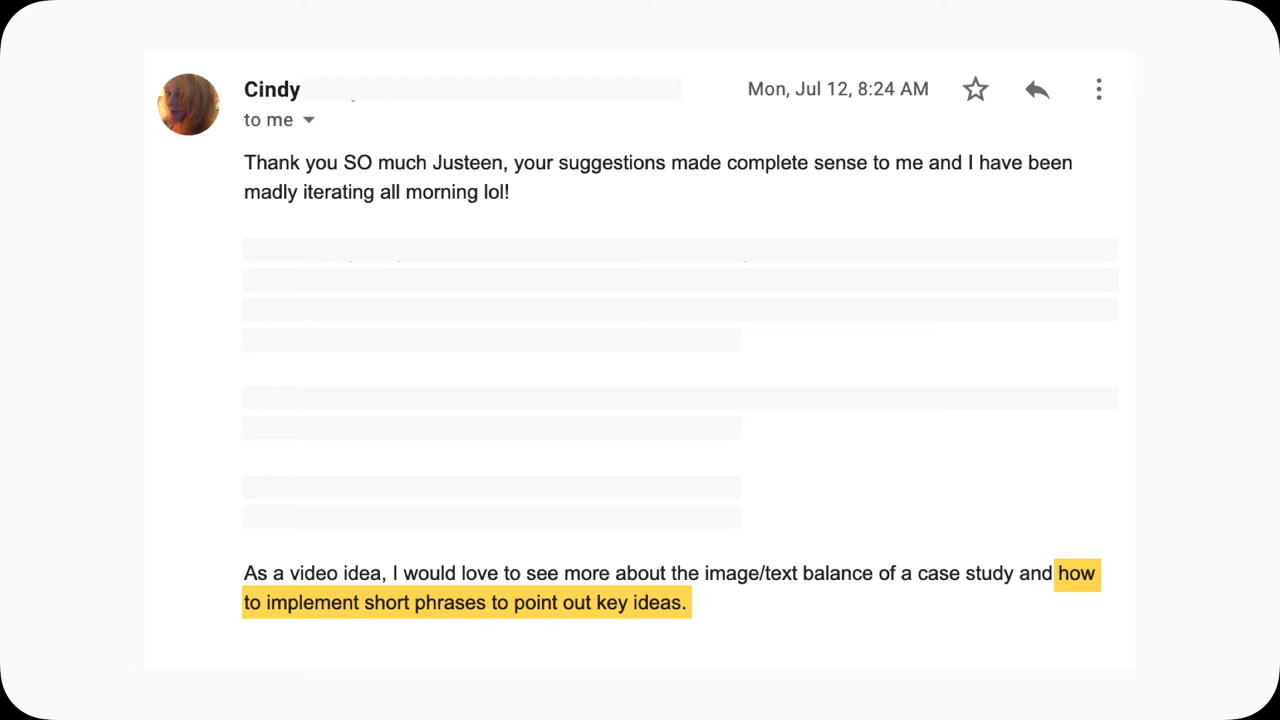 Cindy
Mon, Jul 12, 8:24 AM
to me
Thank you SO much Justeen, your suggestions made complete sense to me and I have been
madly iterating all morning lol!
As a video idea, I would love to see more about the image/text balance of a case study and how
to implement short phrases to point out key ideas.